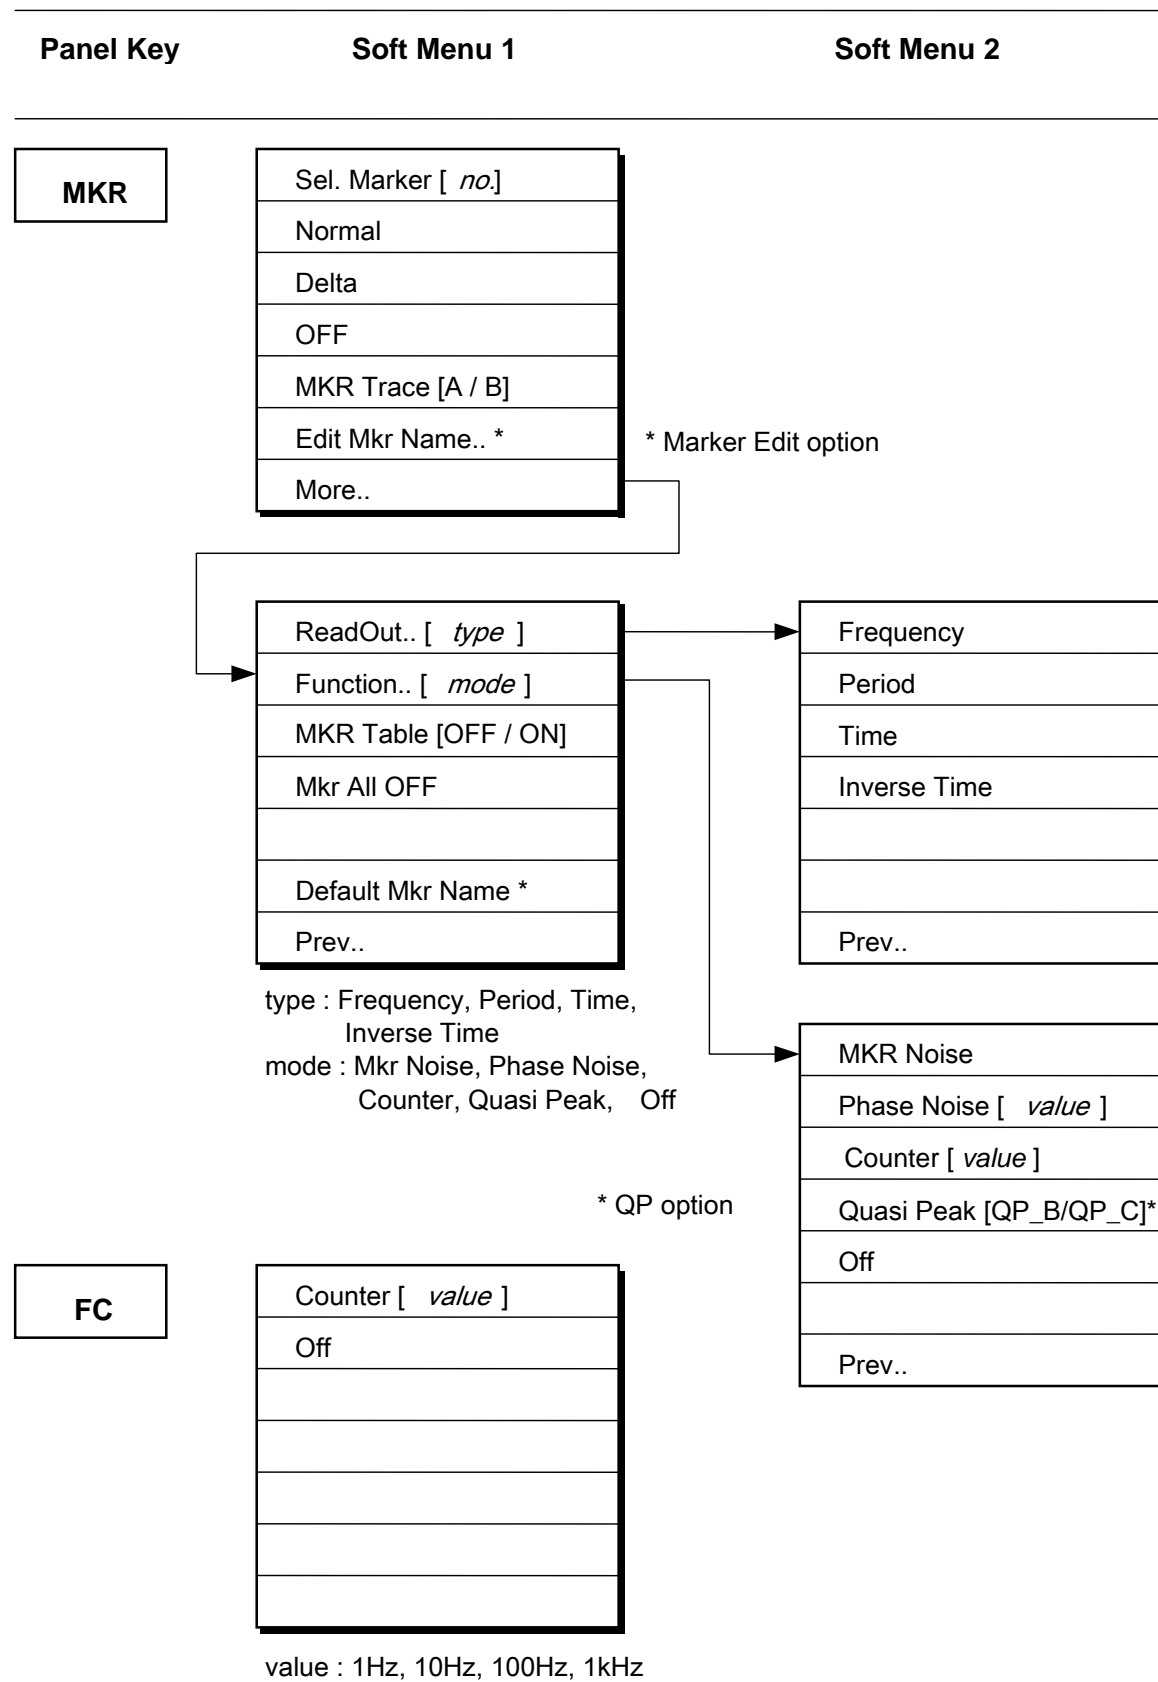 Panel Key Soft Menu 1 Soft Menu 2
MKR
Sel. Marker [ no.]
Normal
Delta
OFF
MKR Trace [A / B]
Edit Mkr Name.. *
* Marker Edit option
More..
ReadOut.. [ type ]
Function.. [ mode ]
MKR Table [OFF / ON]
Mkr All OFF
Default Mkr Name *
Prev..
Frequency
Period
Time
Inverse Time
Prev..
type : Frequency, Period, Time,
Inverse Time
mode : Mkr Noise, Phase Noise,
Counter, Quasi Peak, Off
MKR Noise
Phase Noise [ value ]
Counter [ value ]
Quasi Peak [QP_B/QP_C]*
Off
Prev..
* QP option
FC
Counter [ value ]
Off
value : 1Hz, 10Hz, 100Hz, 1kHz